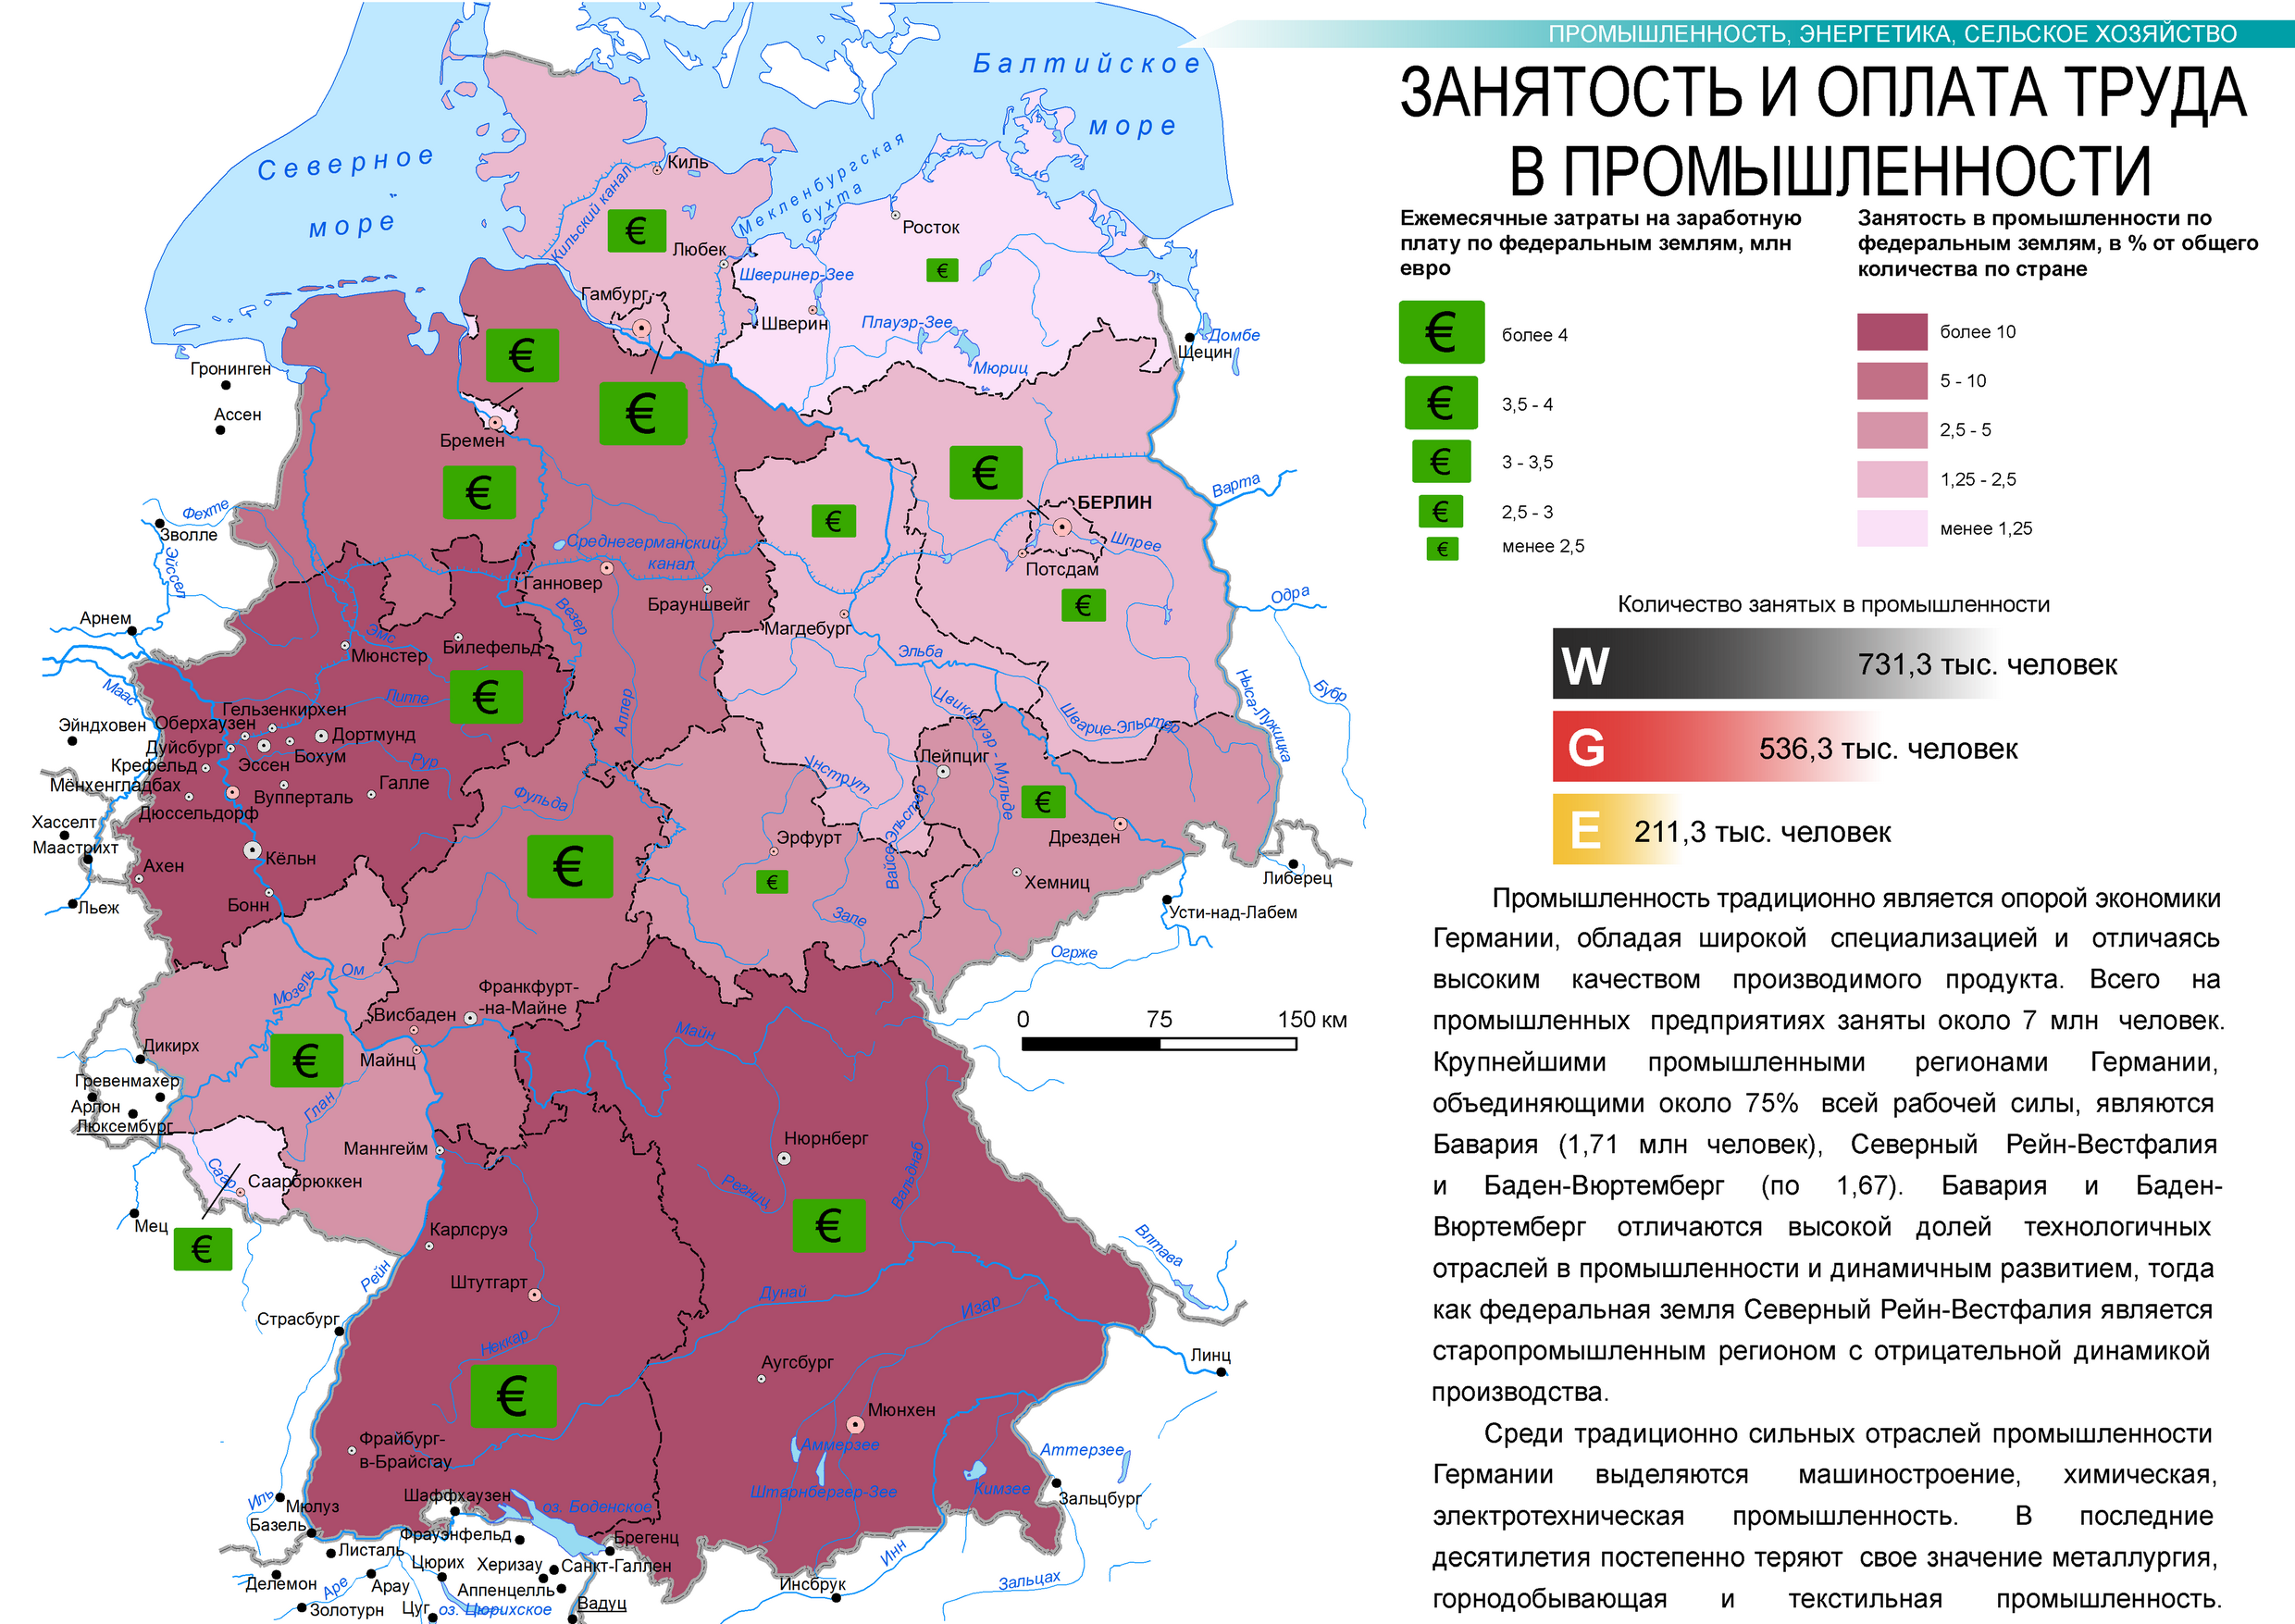 ПРОМЫШЛЕННОСТЬ, ЭНЕРГЕТИКА, СЕЛЬСКОЕ ХОЗЯЙСТВО
ЗАНЯТОСТЬ И ОПЛАТА ТРУДА
В ПРОМЫШЛЕННОСТИ
Ежемесячные затраты на заработную
плату по федеральным землям, млн
евро
€ более 4
€ 3,5 - 4
€ 3 - 3,5
€ 2,5 - 3
€ менее 2,5
Занятость в промышленности по
федеральным землям, в % от общего
количества по стране
более 10
5 - 10
2,5 - 5
1,25 - 2,5
менее 1,25
Количество занятых в промышленности
W 731,3 тыс. человек
G 536,3 тыс. человек
E 211,3 тыс. человек
Промышленность традиционно является опорой экономики
Германии, обладая широкой специализацией и отличаясь
высоким качеством производимого продукта. Всего на
промышленных предприятиях заняты около 7 млн человек.
Крупнейшими промышленными регионами Германии,
объединяющими около 75% всей рабочей силы, являются
Бавария (1,71 млн человек), Северный Рейн-Вестфалия
и Баден-Вюртемберг (по 1,67). Бавария и Баден-
Вюртемберг отличаются высокой долей технологичных
отраслей в промышленности и динамичным развитием, тогда
как федеральная земля Северный Рейн-Вестфалия является
старопромышленным регионом с отрицательной динамикой
производства.
Среди традиционно сильных отраслей промышленности
Германии выделяются машиностроение, химическая,
электротехническая промышленность. В последние
десятилетия постепенно теряют свое значение металлургия,
горнодобывающая и текстильная промышленность.
Балтийское
море
Северное
море
Мекленбургская
бухта
Киль
Кильский канал
€
Любек
Росток
€
Шверинер-Зее
Гамбург
Шверин
Плауэр-Зее
Мюриц
Домбе
Щецин
Гронинген
Ассен
€
€
Бремен
€
€
Варта
БЕРЛИН
€
Фехте
Зволле
Эйссел
Среднегерманский
канал
Шпрее
Потсдам
Ганновер
Брауншвейг
€
Одра
Арнем
Везер
Магдебург
Эмс
Билефельд
Мюнстер
Эльба
Маас
€
Липпе
Аллер
Цвиккауэр - Мульде
Шварце-Эльстер
Ныса-Лужицка
Бубр
Эйндховен
Гельзенкирхен
Оберхаузен
Дортмунд
Дуйсбург
Бохум
Эссен
Крефельд
Рур
Мёнхенгладбах
Вупперталь
Галле
Дюссельдорф
Фульда
Унструт
Лейпциг
€
Дрезден
Хасселт
Маастрихт
Кёльн
€
Эрфурт
Вайсе-Эльстер
Ахен
€
Хемниц
Либерец
Льеж
Бонн
Зале
Усти-над-Лабем
Огрже
Ом
Мозель
Франкфурт-
-на-Майне
Висбаден
Майн
0 75 150 км
Дикирх
€
Майнц
Гревенмахер
Арлон
Люксембург
Глан
Маннгейм
Нюрнберг
Саар
Саарбрюккен
Регниц
Вальднаб
Мец
€
€
Карлсруэ
Влтава
Рейн
Штутгарт
Дунай
Изар
Страсбург
Неккар
Аугсбург
Линц
€
Мюнхен
Фрайбург-
в-Брайсгау
Аммерзее
Аттерзее
Штарнбергер-Зее
Кимзее
Зальцбург
Иль
Мюлуз
Шаффхаузен
оз. Боденское
Базель
Фрауэнфельд
Брегенц
Листаль
Цюрих
Херизау
Санкт-Галлен
Инн
Делемон
Аре
Арау
Аппенцелль
Инсбрук
Зальцах
Золотурн
Цуг
оз. Цюрихское
Вадуц